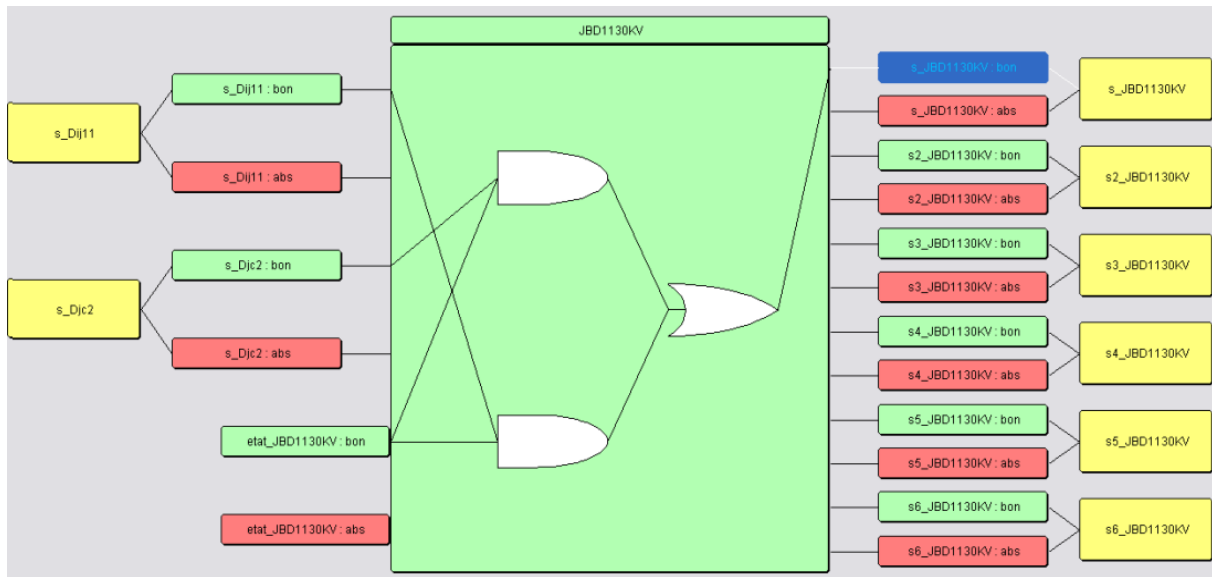 JBD1130KV
s_Dij11
s_Dij11 : bon
s_Dij11 : abs
s_Djc2
s_Djc2 : bon
s_Djc2 : abs
etat_JBD1130KV : bon
etat_JBD1130KV : abs
s_JBD1130KV : bon
s_JBD1130KV : abs
s_JBD1130KV
s2_JBD1130KV : bon
s2_JBD1130KV : abs
s2_JBD1130KV
s3_JBD1130KV : bon
s3_JBD1130KV : abs
s3_JBD1130KV
s4_JBD1130KV : bon
s4_JBD1130KV : abs
s4_JBD1130KV
s5_JBD1130KV : bon
s5_JBD1130KV : abs
s5_JBD1130KV
s6_JBD1130KV : bon
s6_JBD1130KV : abs
s6_JBD1130KV